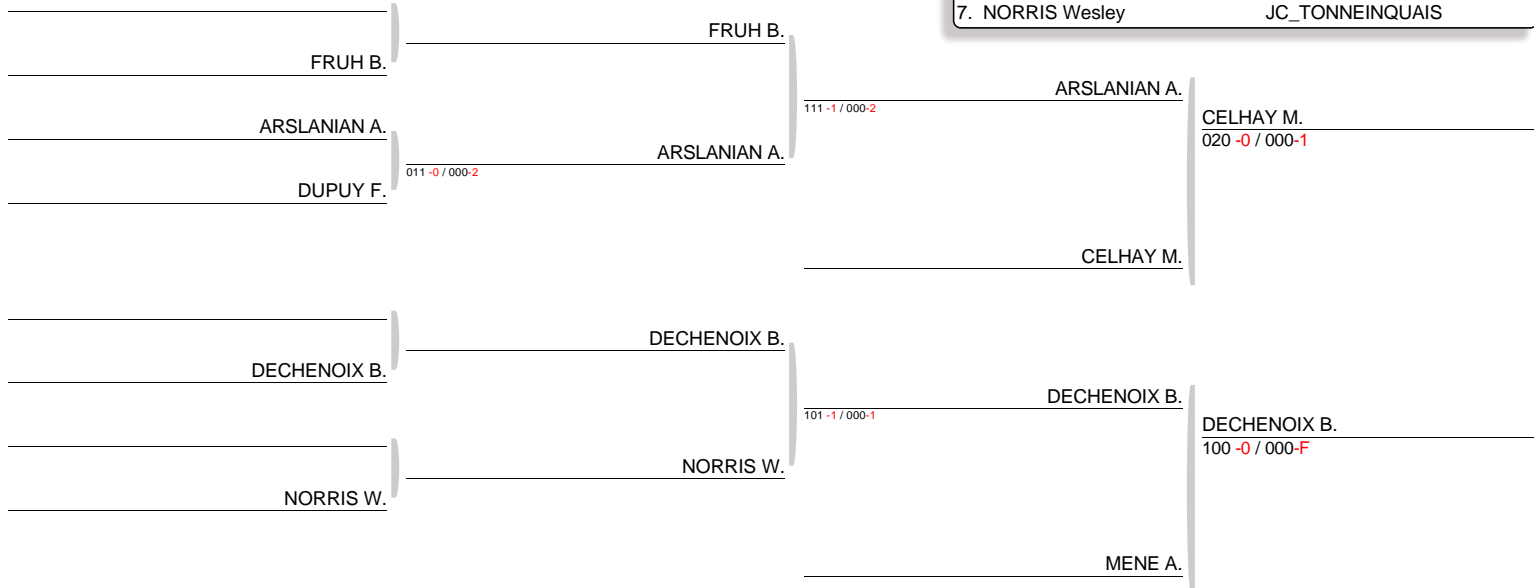 7. NORRIS Wesley JC_TONNEINQUAIS
FRUH B.
FRUH B.
ARSLANIAN A.
111 -1 / 000-2
CELHAY M.
020 -0 / 000-1
ARSLANIAN A.
ARSLANIAN A.
011 -0 / 000-2
DUPUY F.
CELHAY M.
DECHENOIX B.
DECHENOIX B.
DECHENOIX B.
101 -1 / 000-1
DECHENOIX B.
100 -0 / 000-F
NORRIS W.
NORRIS W.
MENE A.